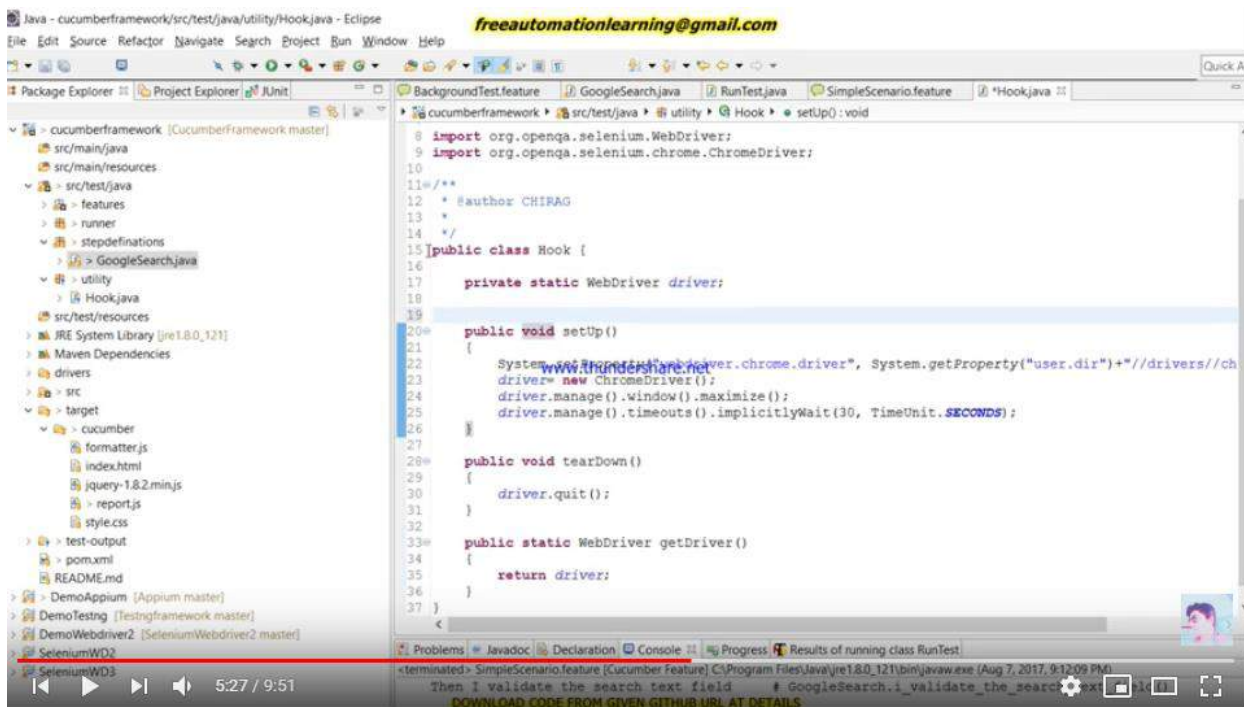 Java - cucumberframework/src/test/java/utility/Hook.java - Eclipse
freeautomationlearning@gmail.com
File Edit Source Refactor Navigate Search Project Run Window Help
Quick A
Package Explorer Project Explorer JUnit
BackgroundTest.feature GoogleSearch.java RunTest.java SimpleScenario.feature *Hook.java
cucumberframework src/test/java utility Hook setUp() : void
> cucumberframework [CucumberFramework master]
src/main/java
src/main/resources
> src/test/java
> features
> runner
> stepdefinations
> GoogleSearch.java
> utility
Hook.java
src/test/resources
JRE System Library [jre1.8.0_121]
Maven Dependencies
drivers
> src
> target
> cucumber
formatter.js
index.html
jquery-1.8.2.min.js
> report.js
style.css
> test-output
> pom.xml
README.md
> DemoAppium [Appium master]
DemoTestng [Testngframework master]
DemoWebdriver2 [SeleniumWebdriver2 master]
SeleniumWD2
SeleniumWD3
8 import org.openqa.selenium.WebDriver;
9 import org.openqa.selenium.chrome.ChromeDriver;
10
11 /**
12 * @author CHIRAG
13 *
14 */
15 public class Hook {
16
17 private static WebDriver driver;
18
19
20 public void setUp()
21 {
22 System.setProperty("webdriver.chrome.driver", System.getProperty("user.dir")+"//drivers//ch
www.thundershare.net
23 driver= new ChromeDriver();
24 driver.manage().window().maximize();
25 driver.manage().timeouts().implicitlyWait(30, TimeUnit.SECONDS);
26 }
27
28 public void tearDown()
29 {
30 driver.quit();
31 }
32
33 public static WebDriver getDriver()
34 {
35 return driver;
36 }
37 }
Problems Javadoc Declaration Console Progress Results of running class RunTest
<terminated> SimpleScenario.feature [Cucumber Feature] C:\Program Files\Java\jre1.8.0_121\bin\javaw.exe (Aug 7, 2017, 9:12:09 PM)
Then I validate the search text field # GoogleSearch.i_validate_the_search_text_field()
5:27 / 9:51
DOWNLOAD CODE FROM GIVEN GITHUB URL AT DETAILS